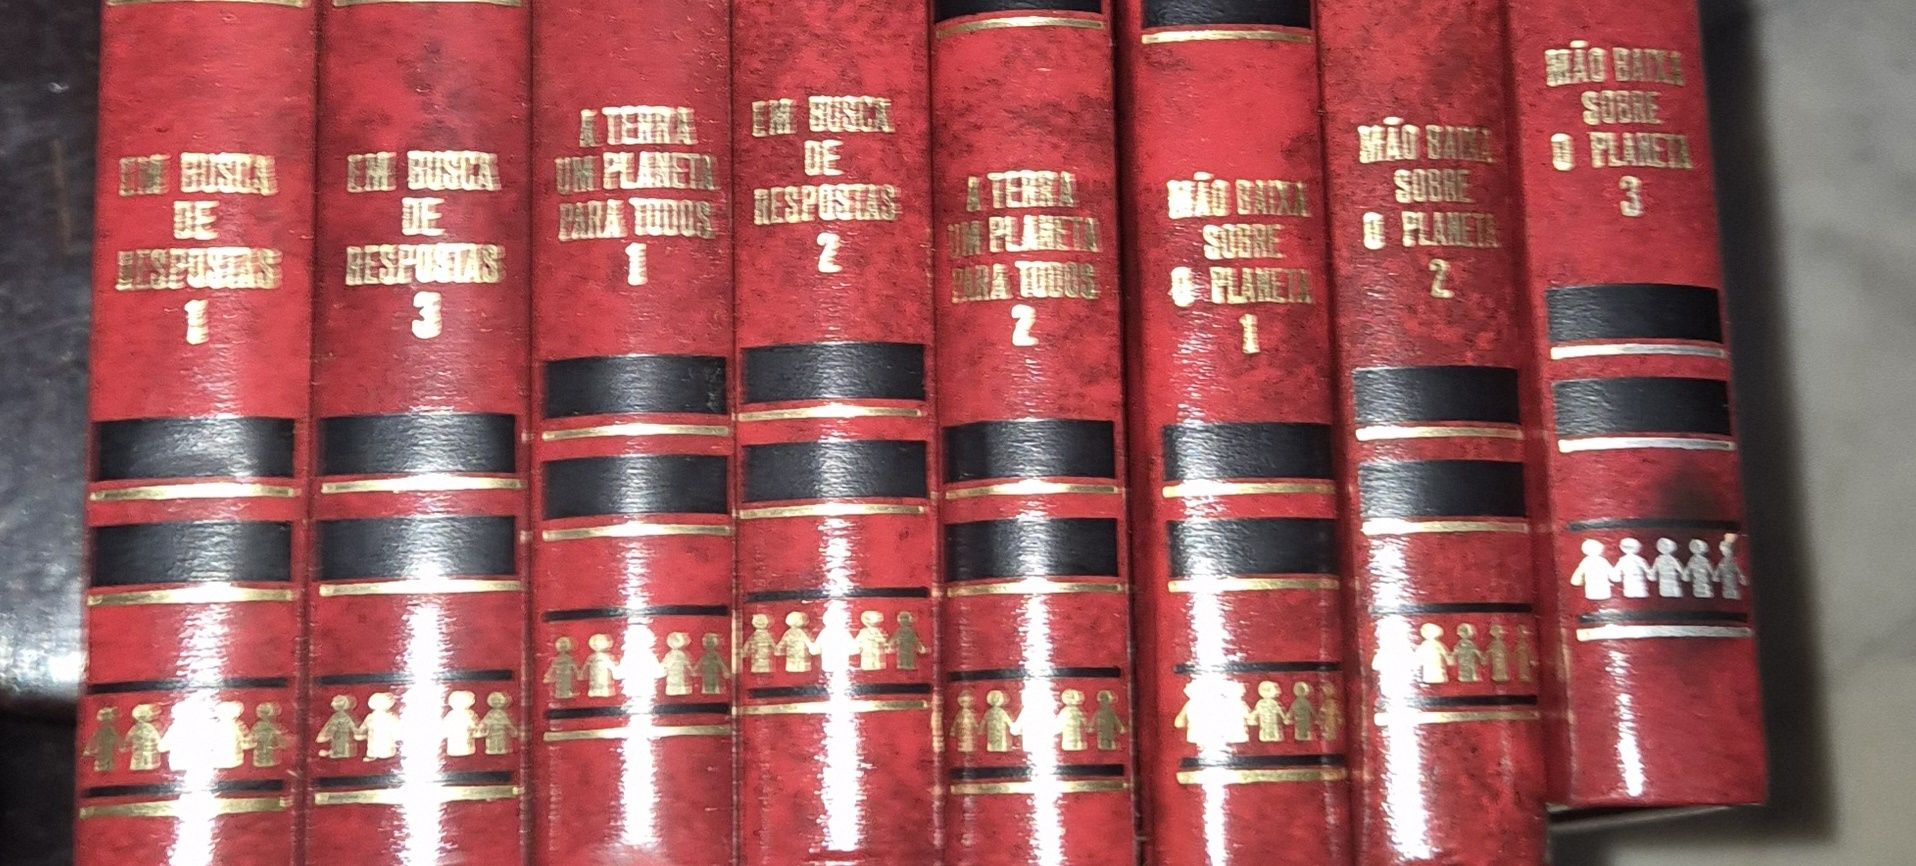 EM BUSCA
DE
RESPOSTAS
1
EM BUSCA
DE
RESPOSTAS
3
A TERRA
UM PLANETA
PARA TODOS
1
EM BUSCA
DE
RESPOSTAS
2
A TERRA
UM PLANETA
PARA TODOS
2
MÃO BAIXA
SOBRE
O PLANETA
1
MÃO BAIXA
SOBRE
O PLANETA
2
MÃO BAIXA
SOBRE
O PLANETA
3